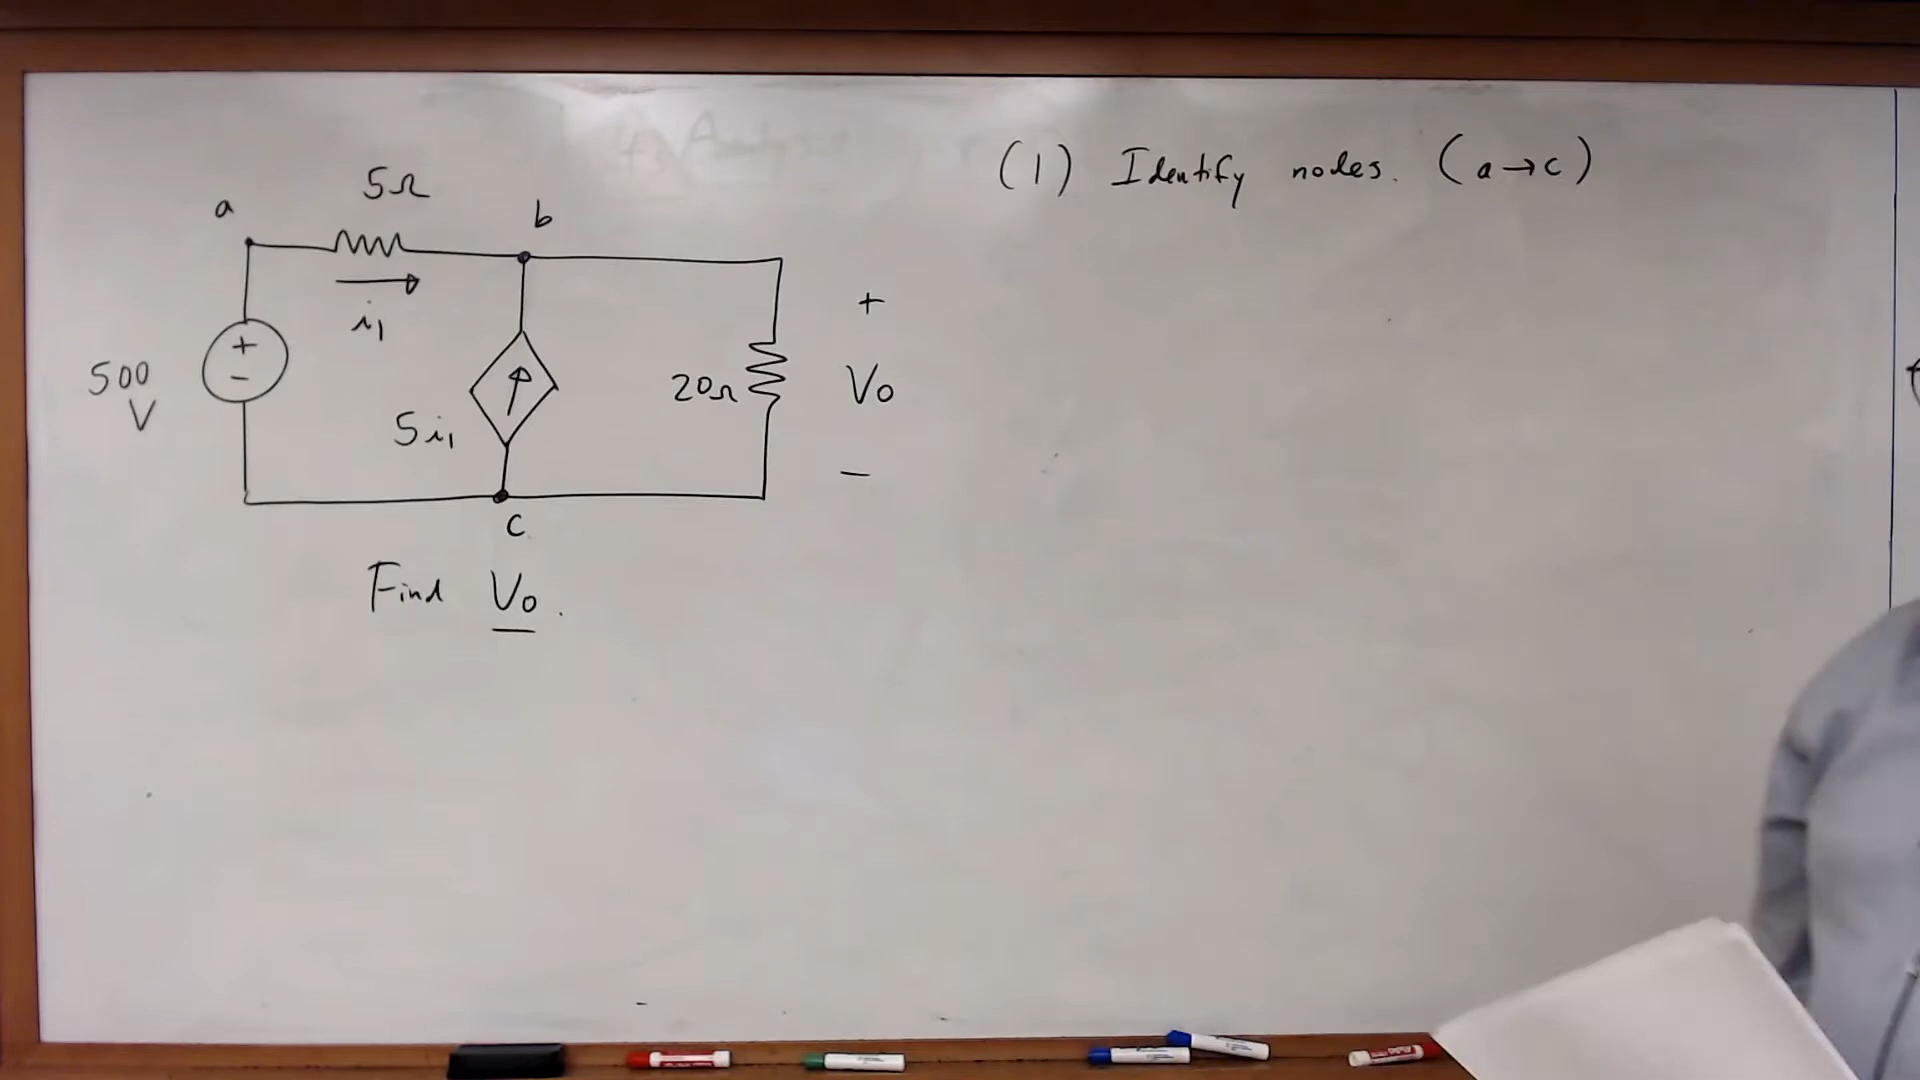 (1) Identify nodes. (a→c)
5Ω
a
b
i₁
+
-
500
V
5i₁
20Ω
+
Vo
-
c
Find Vo.